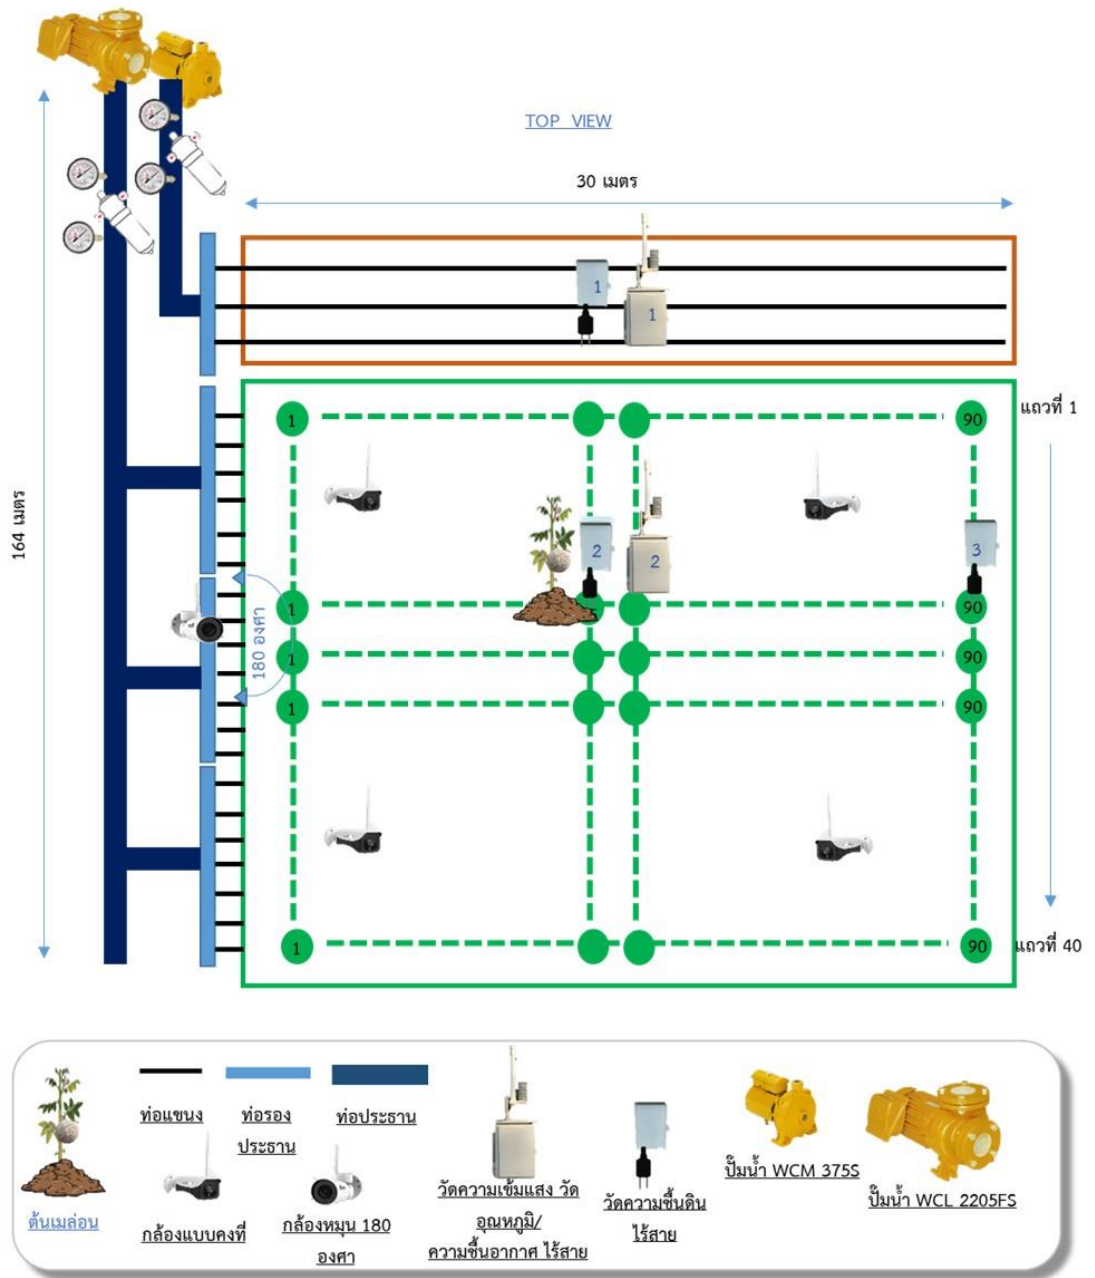 TOP VIEW
30 เมตร
1
1
164 เมตร
1
90
แถวที่ 1
2
2
3
1
90
180 องศา
1
90
1
90
1
90
แถวที่ 40
ท่อแขนง
ท่อรอง
ประธาน
ท่อประธาน
ต้นเมล่อน
กล้องแบบคงที่
กล้องหมุน 180
องศา
วัดความเข้มแสง วัด
อุณหภูมิ/
ความชื้นอากาศ ไร้สาย
วัดความชื้นดิน
ไร้สาย
ปั๊มน้ำ WCM 375S
ปั๊มน้ำ WCL 2205FS